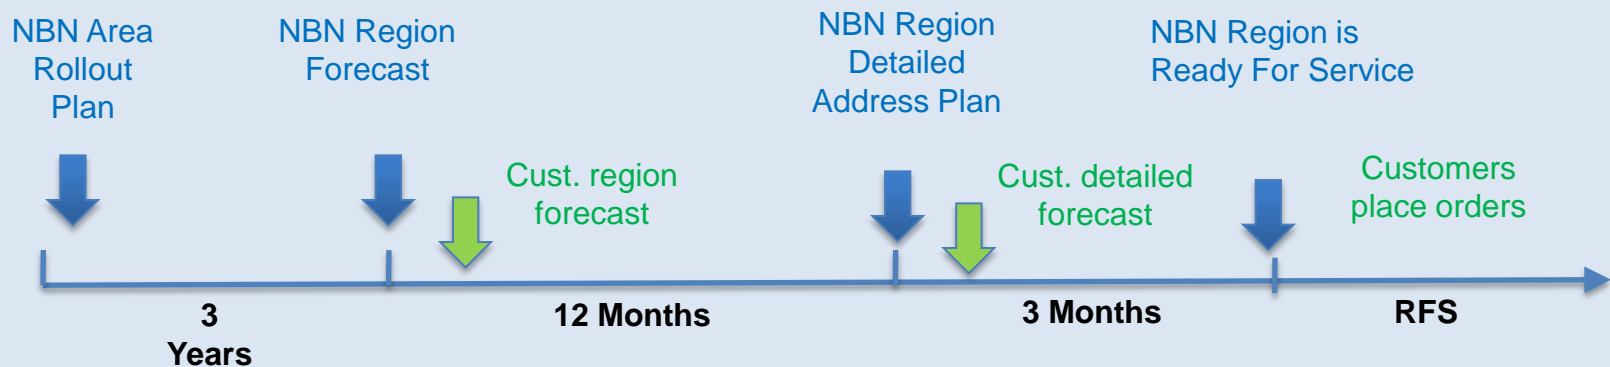 NBN Area
Rollout
Plan
NBN Region
Forecast
NBN Region
Detailed
Address Plan
NBN Region is
Ready For Service
Cust. region
forecast
Cust. detailed
forecast
Customers
place orders
3
Years
12 Months
3 Months
RFS